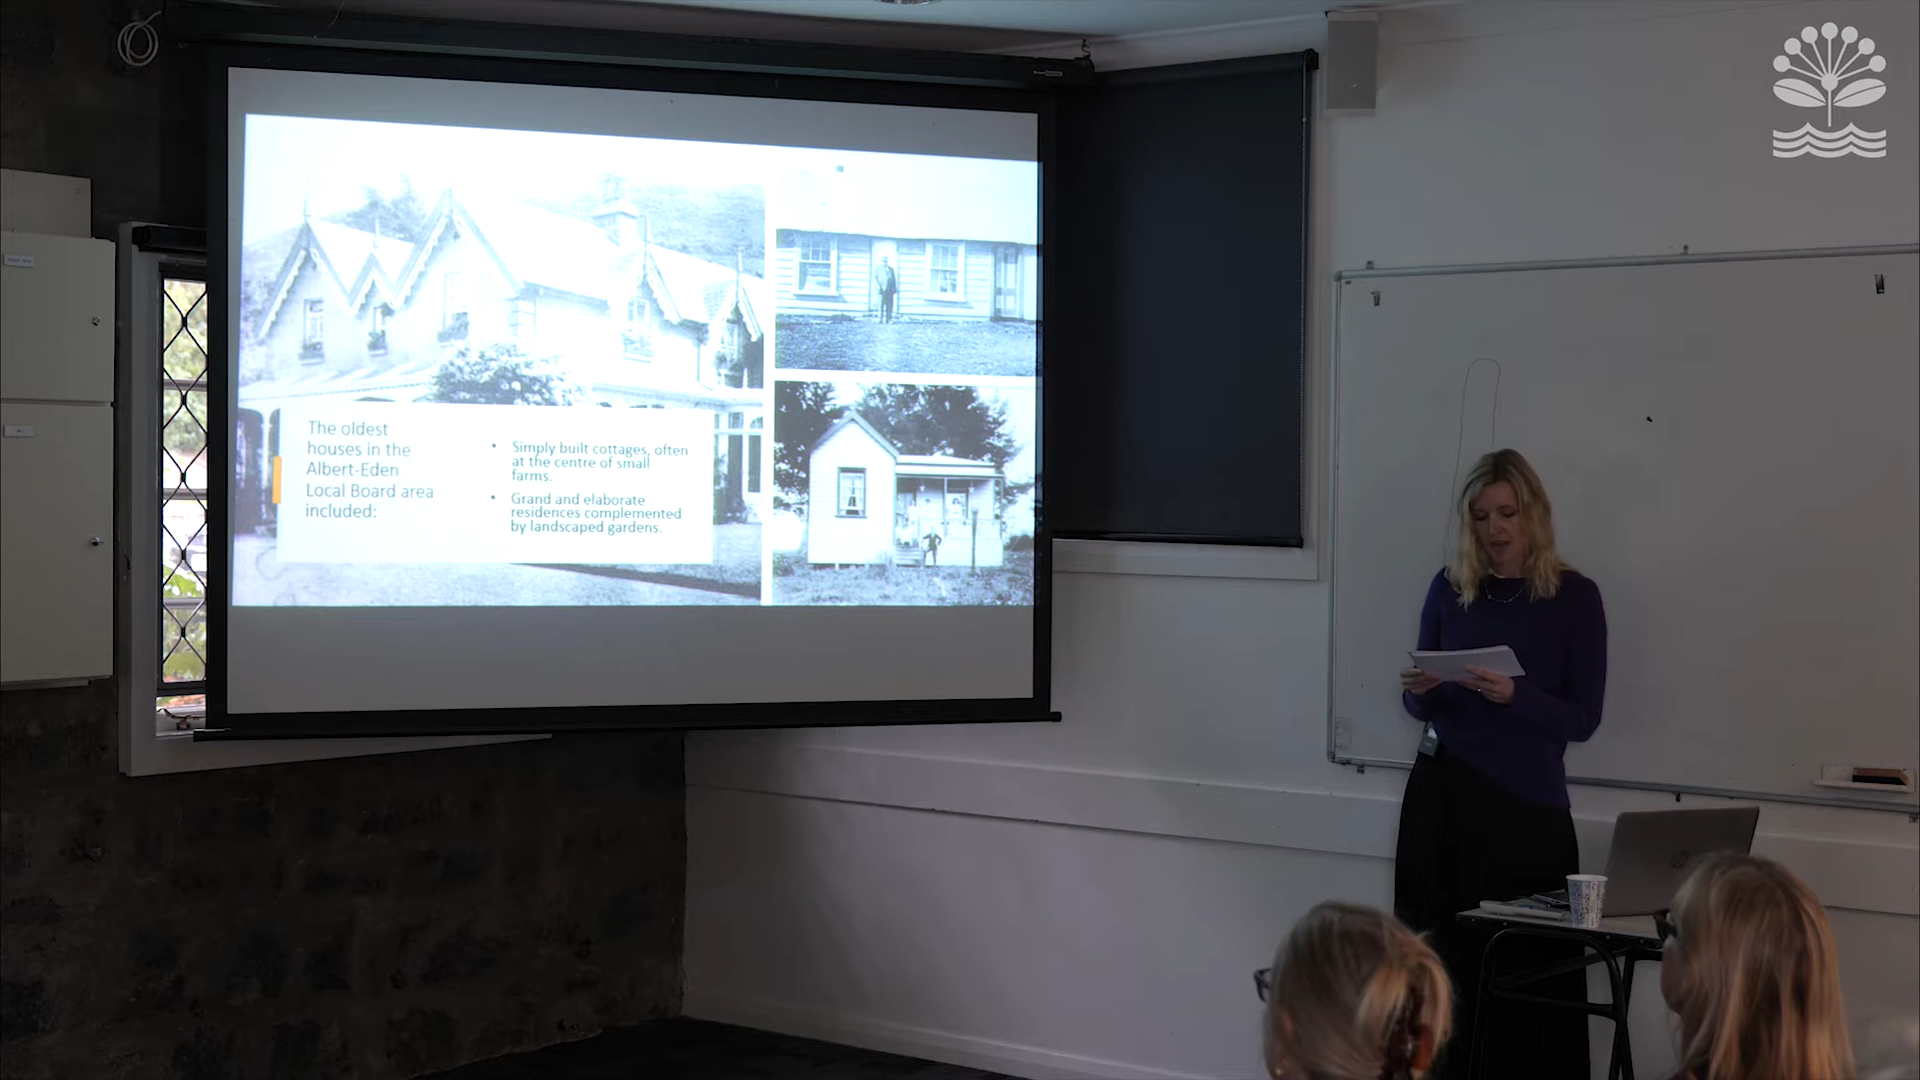 The oldest
houses in the
Albert-Eden
Local Board area
included:
• Simply built cottages, often
at the centre of small
farms.
• Grand and elaborate
residences complemented
by landscaped gardens.